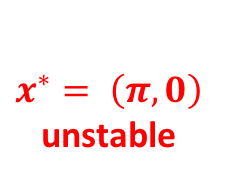 x* = (π, 0)
unstable